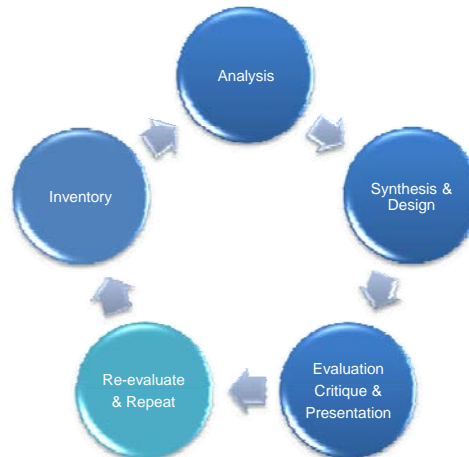 Analysis
Synthesis &
Design
Evaluation
Critique &
Presentation
Re-evaluate
& Repeat
Inventory